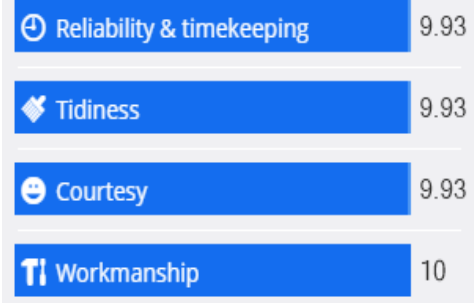 Reliability & timekeeping 9.93
Tidiness 9.93
Courtesy 9.93
Workmanship 10